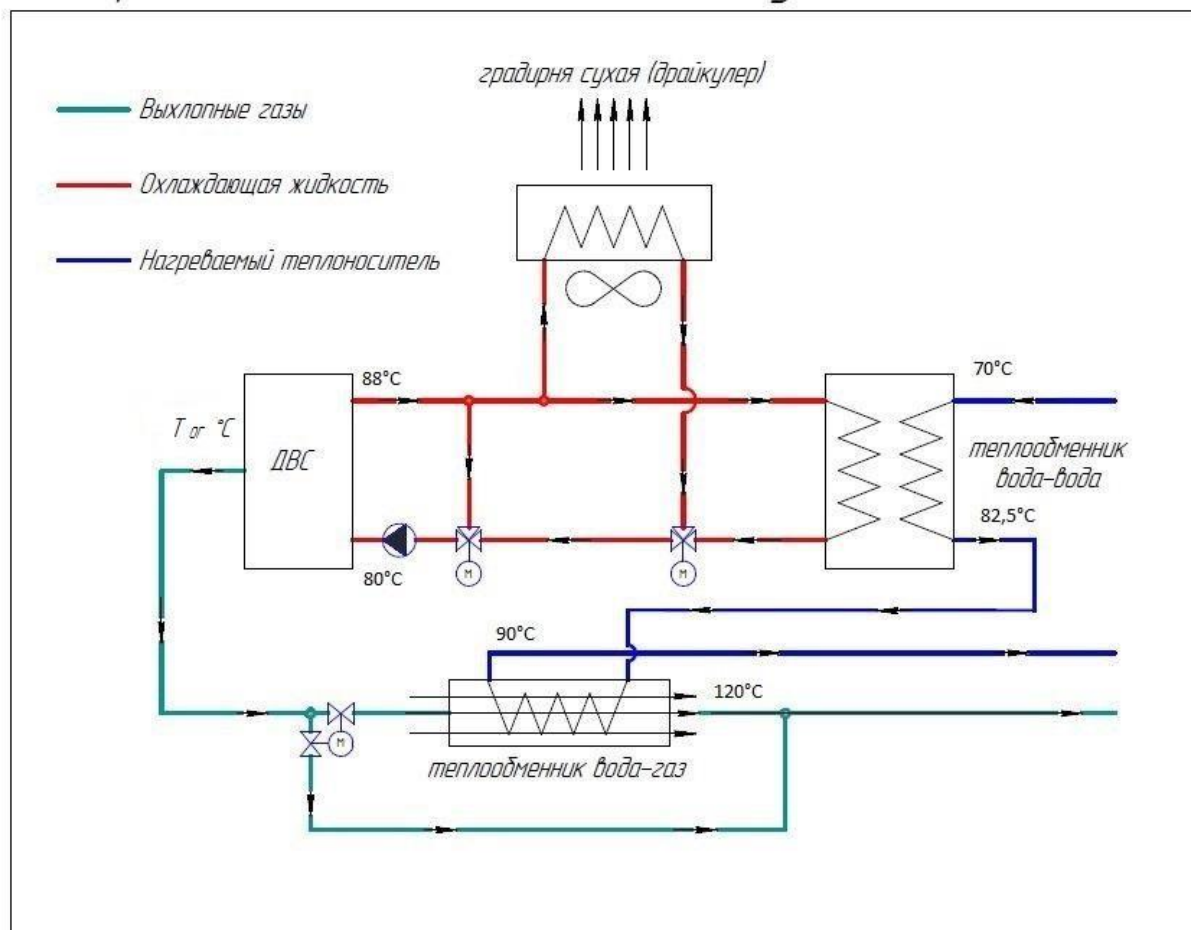 градирня сухая (драйкулер)
Выхлопные газы
Охлаждающая жидкость
Нагреваемый теплоноситель
88°C
70°C
Т ог °C
ДВС
теплообменник
вода-вода
82,5°C
80°C
М
М
90°C
120°C
М
теплообменник вода-газ